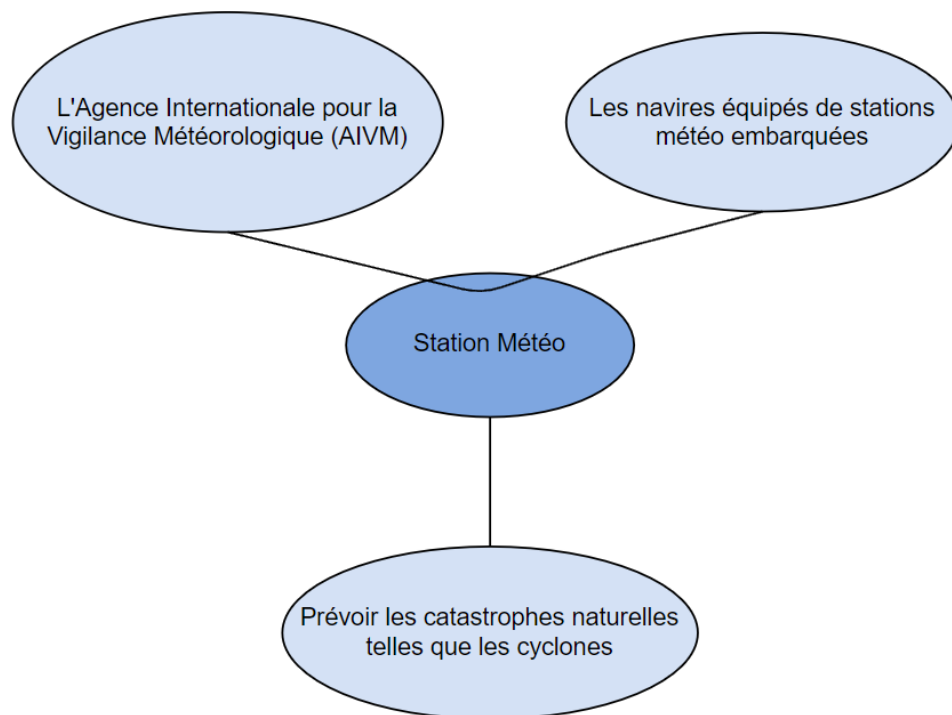 L'Agence Internationale pour la
Vigilance Météorologique (AIVM)
Les navires équipés de stations
météo embarquées
Station Météo
Prévoir les catastrophes naturelles
telles que les cyclones